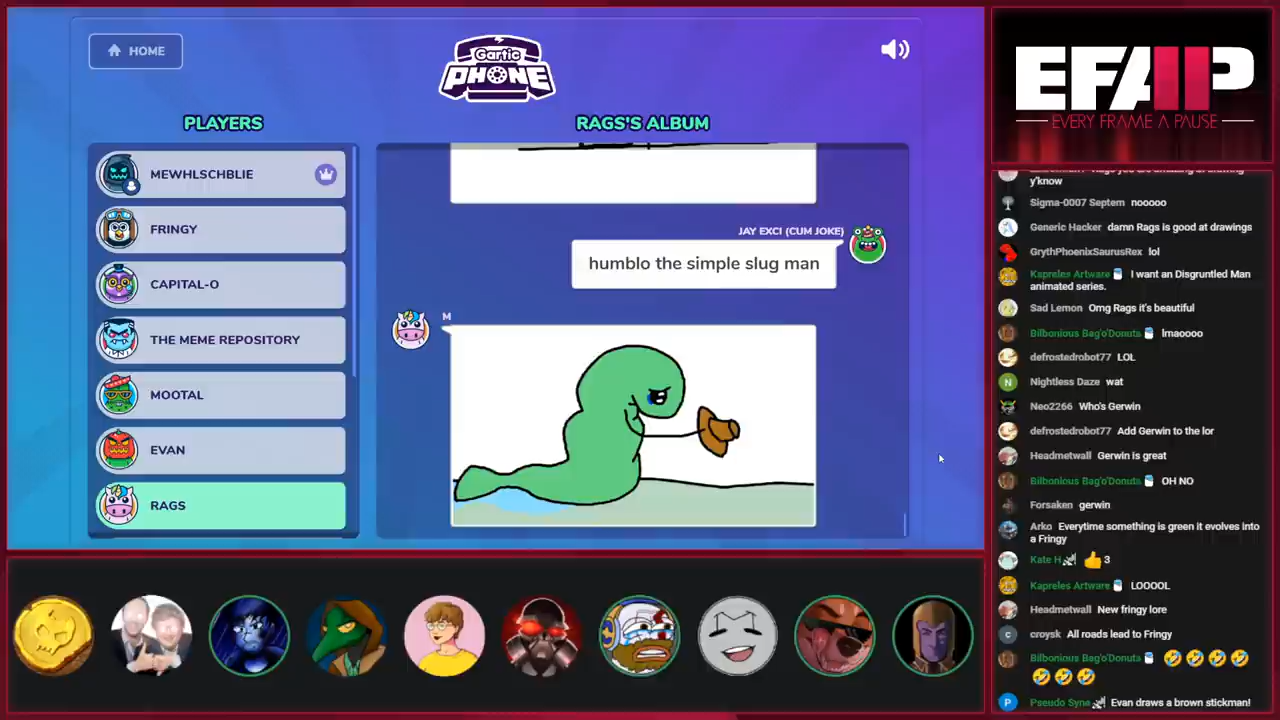 HOME
Gartic
PHONE
PLAYERS
RAGS'S ALBUM
MEWHLSCHBLIE
FRINGY
CAPITAL-O
THE MEME REPOSITORY
MOOTAL
EVAN
RAGS
JAY EXCI (CUM JOKE)
humblo the simple slug man
M
EFAP
EVERY FRAME A PAUSE
y'know
Sigma-0007 Septem nooooo
Generic Hacker damn Rags is good at drawings
GrythPhoenixSaurusRex lol
Kapreles Artware I want an Disgruntled Man
animated series.
Sad Lemon Omg Rags it's beautiful
Bilbonious Bag'o'Donuts lmaoooo
defrostedrobot77 LOL
N Nightless Daze wat
Neo2266 Who's Gerwin
defrostedrobot77 Add Gerwin to the lor
Headmetwall Gerwin is great
Bilbonious Bag'o'Donuts OH NO
Forsaken gerwin
Arko Everytime something is green it evolves into
a Fringy
Kate H 👍 3
Kapreles Artware LOOOOL
Headmetwall New fringy lore
c croysk All roads lead to Fringy
Bilbonious Bag'o'Donuts 🤣🤣🤣🤣
🤣🤣🤣
P Pseudo Syne Evan draws a brown stickman!